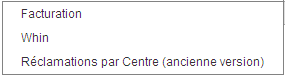 Facturation
Whin
Réclamations par Centre (ancienne version)